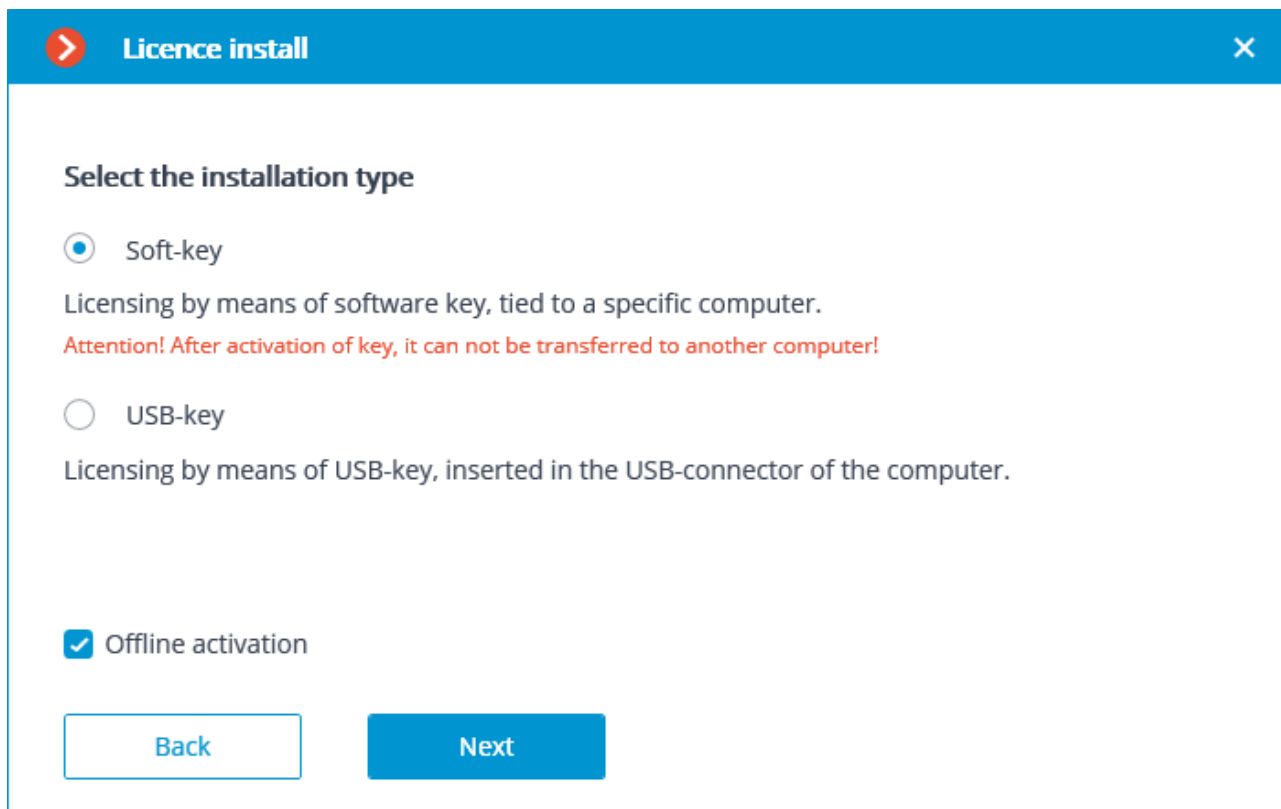 Licence install
Select the installation type
Soft-key
Licensing by means of software key, tied to a specific computer.
Attention! After activation of key, it can not be transferred to another computer!
USB-key
Licensing by means of USB-key, inserted in the USB-connector of the computer.
Offline activation
Back Next